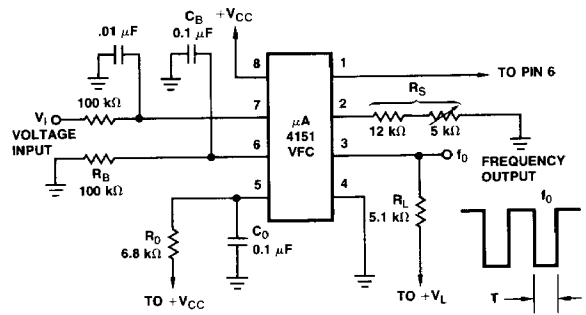 .01 μF
C_B
0.1 μF
+V_CC
8
1
TO PIN 6
R_S
V_I
100 kΩ
VOLTAGE
INPUT
7
μA
4151
VFC
2
12 kΩ
5 kΩ
R_B
100 kΩ
6
3
f_0
FREQUENCY
OUTPUT
5
4
R_0
6.8 kΩ
C_0
0.1 μF
R_L
5.1 kΩ
f_0
TO +V_CC
TO +V_L
T